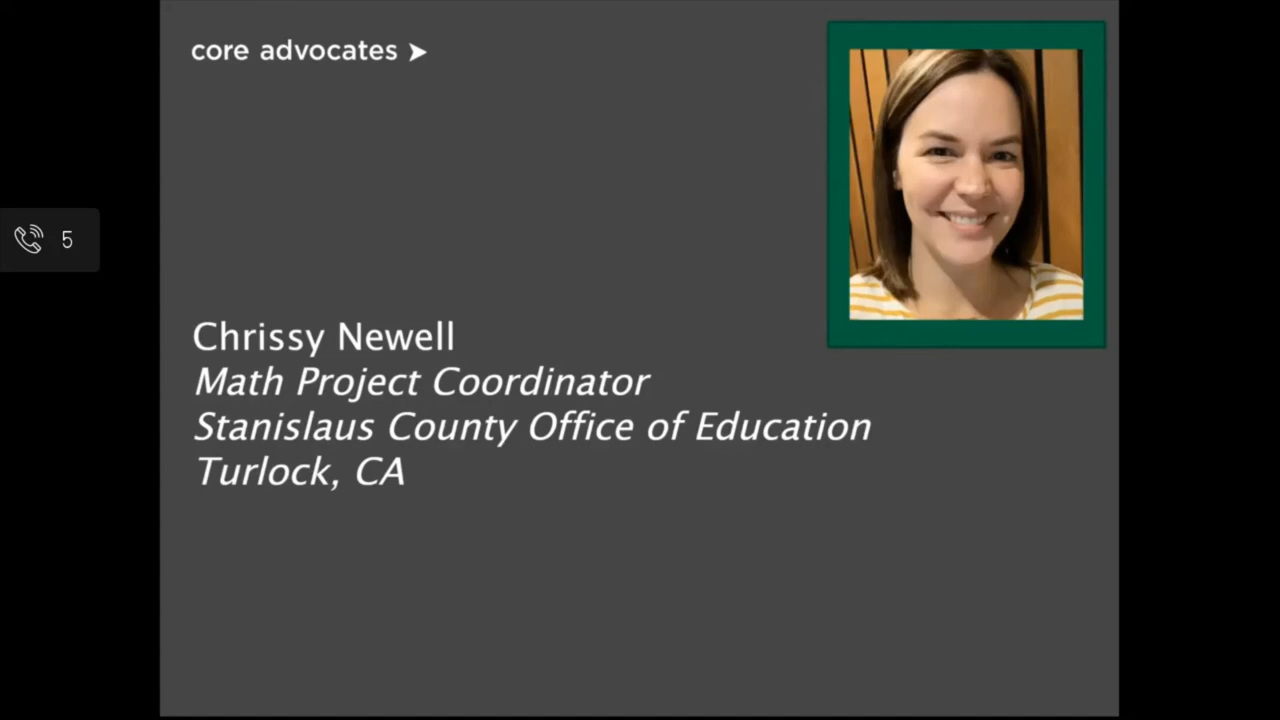 core advocates
5
Chrissy Newell
Math Project Coordinator
Stanislaus County Office of Education
Turlock, CA